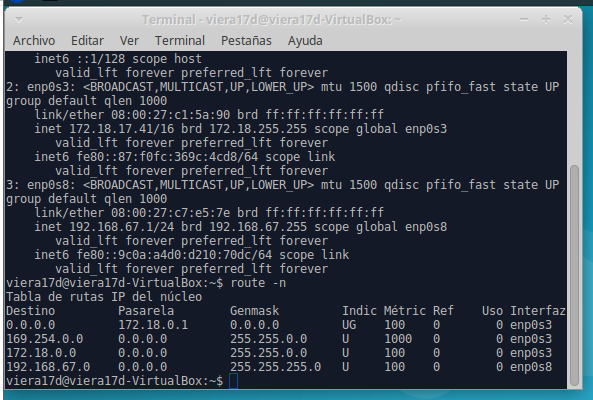 Terminal - viera17d@viera17d-VirtualBox:~
Archivo Editar Ver Terminal Pestañas Ayuda
inet6 ::1/128 scope host
valid_lft forever preferred_lft forever
2: enp0s3: <BROADCAST,MULTICAST,UP,LOWER_UP> mtu 1500 qdisc pfifo_fast state UP
group default qlen 1000
link/ether 08:00:27:c1:5a:90 brd ff:ff:ff:ff:ff:ff
inet 172.18.17.41/16 brd 172.18.255.255 scope global enp0s3
valid_lft forever preferred_lft forever
inet6 fe80::87:f0fc:369c:4cd8/64 scope link
valid_lft forever preferred_lft forever
3: enp0s8: <BROADCAST,MULTICAST,UP,LOWER_UP> mtu 1500 qdisc pfifo_fast state UP
group default qlen 1000
link/ether 08:00:27:c7:e5:7e brd ff:ff:ff:ff:ff:ff
inet 192.168.67.1/24 brd 192.168.67.255 scope global enp0s8
valid_lft forever preferred_lft forever
inet6 fe80::9c0a:a4d0:d210:70dc/64 scope link
valid_lft forever preferred_lft forever
viera17d@viera17d-VirtualBox:~$ route -n
Tabla de rutas IP del núcleo
Destino Pasarela Genmask Indic Métric Ref Uso Interfaz
0.0.0.0 172.18.0.1 0.0.0.0 UG 100 0 0 enp0s3
169.254.0.0 0.0.0.0 255.255.0.0 U 1000 0 0 enp0s3
172.18.0.0 0.0.0.0 255.255.0.0 U 100 0 0 enp0s3
192.168.67.0 0.0.0.0 255.255.255.0 U 100 0 0 enp0s8
viera17d@viera17d-VirtualBox:~$